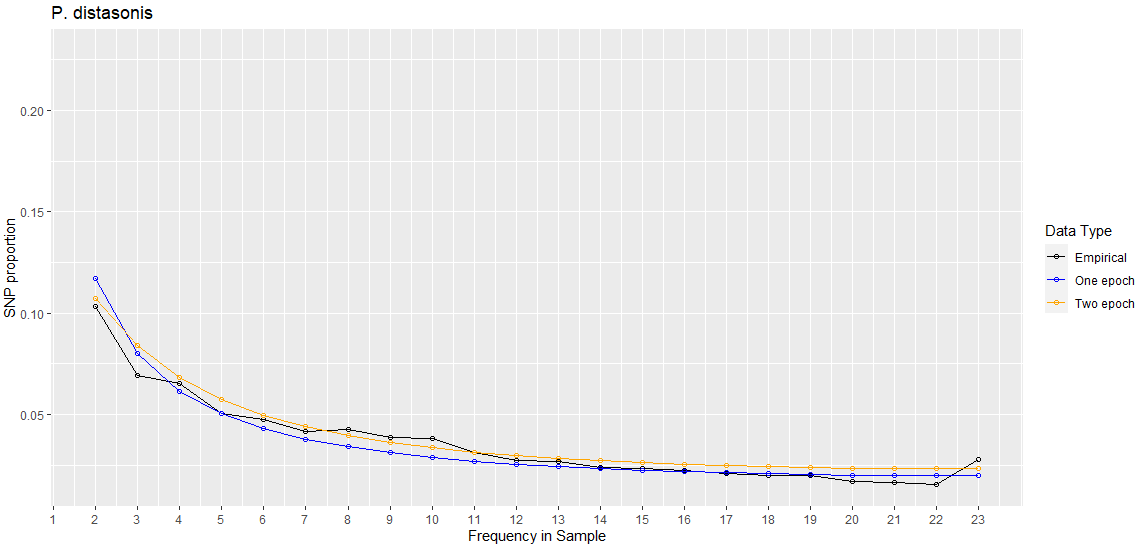 P. distasonis
SNP proportion
0.20
0.15
0.10
0.05
1 2 3 4 5 6 7 8 9 10 11 12 13 14 15 16 17 18 19 20 21 22 23
Frequency in Sample
Data Type
Empirical
One epoch
Two epoch